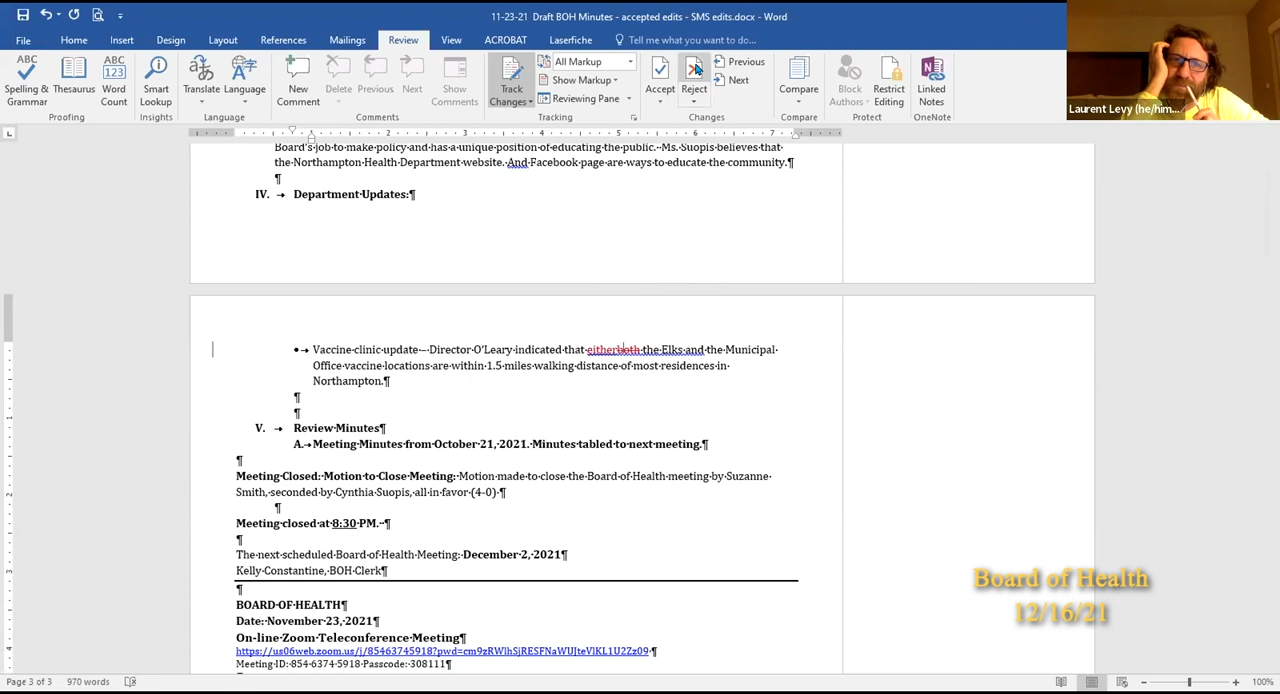 11-23-21 Draft BOH Minutes - accepted edits - SMS edits.docx - Word
File Home Insert Design Layout References Mailings Review View ACROBAT Laserfiche Tell me what you want to do...
ABC Spelling & Grammar
Thesaurus
ABC 123 Word Count
Proofing
Smart Lookup
Insights
Translate
Language
Language
New Comment
Delete
Previous
Next
Show Comments
Comments
Track Changes
All Markup
Show Markup
Reviewing Pane
Tracking
Accept
Reject
Previous
Next
Changes
Compare
Compare
Block Authors
Restrict Editing
Protect
Linked Notes
OneNote
Laurent Levy (he/him...
1 2 3 4 5 6 7
Board's job to make policy and has a unique position of educating the public. Ms. Suopis believes that
the Northampton Health Department website. And Facebook page are ways to educate the community.¶
¶
IV. → Department Updates:¶
•→ Vaccine clinic update – Director O'Leary indicated that eitherboth the Elks and the Municipal
Office vaccine locations are within 1.5 miles walking distance of most residences in
Northampton.¶
¶
¶
V. → Review Minutes¶
A.→Meeting Minutes from October 21, 2021. Minutes tabled to next meeting.¶
¶
Meeting Closed: Motion to Close Meeting: Motion made to close the Board of Health meeting by Suzanne
Smith, seconded by Cynthia Suopis, all in favor (4-0) ¶
¶
Meeting closed at 8:30 PM. ¶
¶
The next scheduled Board of Health Meeting: December 2, 2021¶
Kelly Constantine, BOH Clerk¶
¶
BOARD OF HEALTH¶
Date: November 23, 2021¶
On-line Zoom Teleconference Meeting¶
https://us06web.zoom.us/j/85463745918?pwd=cm9zRWlhSjRESFNaWUJteVlKL1U2Zz09 ¶
Meeting ID: 854 6374 5918 Passcode: 308111¶
Board of Health
12/16/21
Page 3 of 3 970 words 100%